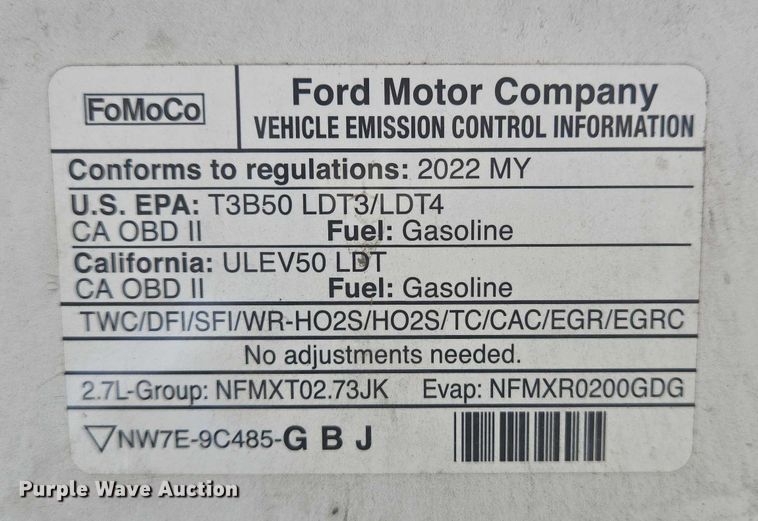 FoMoCo
Ford Motor Company
VEHICLE EMISSION CONTROL INFORMATION
Conforms to regulations: 2022 MY
U.S. EPA: T3B50 LDT3/LDT4
CA OBD II Fuel: Gasoline
California: ULEV50 LDT
CA OBD II Fuel: Gasoline
TWC/DFI/SFI/WR-HO2S/HO2S/TC/CAC/EGR/EGRC
No adjustments needed.
2.7L-Group: NFMXT02.73JK Evap: NFMXR0200GDG
NW7E-9C485-G B J
Purple Wave Auction